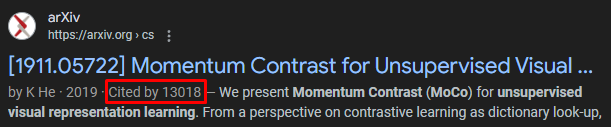 arXiv
https://arxiv.org › cs
[1911.05722] Momentum Contrast for Unsupervised Visual ...
by K He · 2019 · Cited by 13018 — We present Momentum Contrast (MoCo) for unsupervised
visual representation learning. From a perspective on contrastive learning as dictionary look-up,